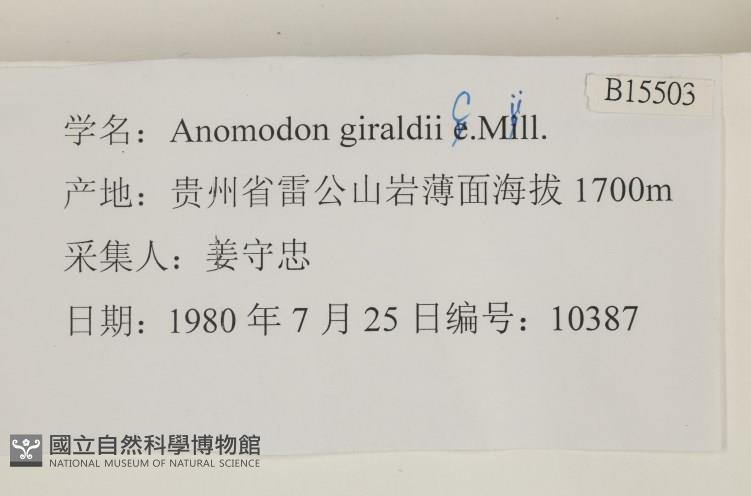 B15503
学名：Anomodon giraldii C.Müll.
产地：贵州省雷公山岩薄面海拔 1700m
采集人：姜守忠
日期：1980 年 7 月 25 日编号：10387
國立自然科學博物館
NATIONAL MUSEUM OF NATURAL SCIENCE